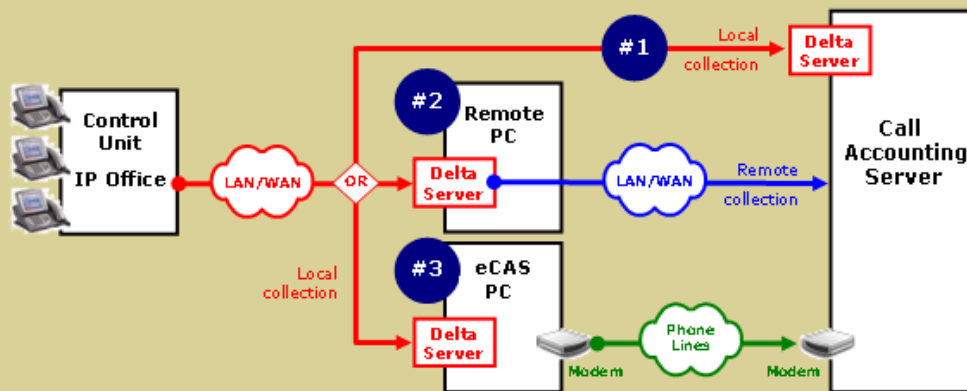 #1
Local
collection
Delta
Server
Control
Unit
IP Office
LAN/WAN
OR
#2
Remote
PC
Delta
Server
LAN/WAN
Remote
collection
Call
Accounting
Server
Local
collection
#3
eCAS
PC
Delta
Server
Modem
Phone
Lines
Modem